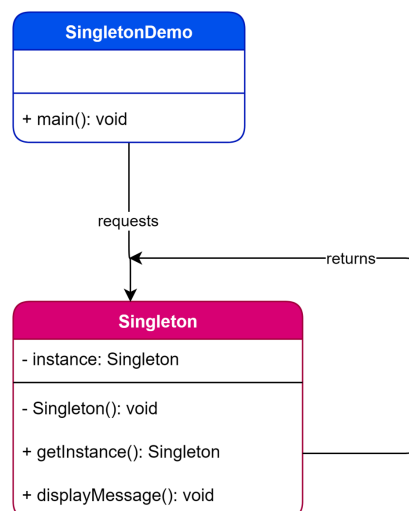 SingletonDemo
+ main(): void
requests
returns
Singleton
- instance: Singleton
- Singleton(): void
+ getInstance(): Singleton
+ displayMessage(): void